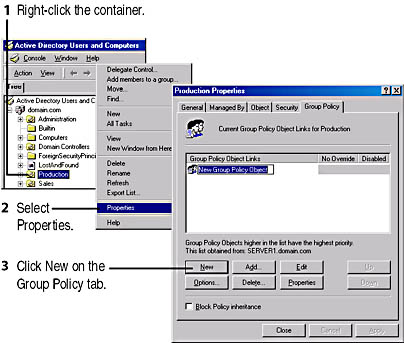 1 Right-click the container.
Active Directory Users and Computers
Console Window Help
Action View
Tree
Active Directory Users and C
domain.com
Administration
Builtin
Computers
Domain Controllers
ForeignSecurityPrinci
LostAndFound
Production
Sales
Delegate Control...
Add members to a group...
Move...
Find...
New
All Tasks
View
New Window from Here
Delete
Rename
Refresh
Export List...
Properties
Help
2 Select
Properties.
3 Click New on the
Group Policy tab.
Production Properties
General Managed By Object Security Group Policy
Current Group Policy Object Links for Production
Group Policy Object Links No Override Disabled
New Group Policy Object
Group Policy Objects higher in the list have the highest priority.
This list obtained from: SERVER1.domain.com
New Add... Edit Up
Options... Delete... Properties Down
Block Policy inheritance
Close Cancel Apply